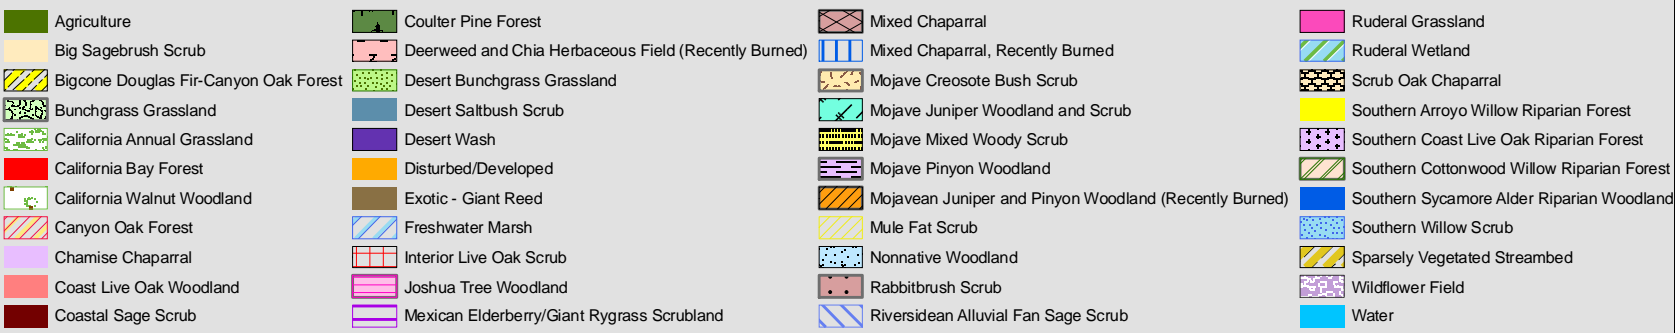 Agriculture
Big Sagebrush Scrub
Bigcone Douglas Fir-Canyon Oak Forest
Bunchgrass Grassland
California Annual Grassland
California Bay Forest
California Walnut Woodland
Canyon Oak Forest
Chamise Chaparral
Coast Live Oak Woodland
Coastal Sage Scrub
Coulter Pine Forest
Deerweed and Chia Herbaceous Field (Recently Burned)
Desert Bunchgrass Grassland
Desert Saltbush Scrub
Desert Wash
Disturbed/Developed
Exotic - Giant Reed
Freshwater Marsh
Interior Live Oak Scrub
Joshua Tree Woodland
Mexican Elderberry/Giant Rygrass Scrubland
Mixed Chaparral
Mixed Chaparral, Recently Burned
Mojave Creosote Bush Scrub
Mojave Juniper Woodland and Scrub
Mojave Mixed Woody Scrub
Mojave Pinyon Woodland
Mojavean Juniper and Pinyon Woodland (Recently Burned)
Mule Fat Scrub
Nonnative Woodland
Rabbitbrush Scrub
Riversidean Alluvial Fan Sage Scrub
Ruderal Grassland
Ruderal Wetland
Scrub Oak Chaparral
Southern Arroyo Willow Riparian Forest
Southern Coast Live Oak Riparian Forest
Southern Cottonwood Willow Riparian Forest
Southern Sycamore Alder Riparian Woodland
Southern Willow Scrub
Sparsely Vegetated Streambed
Wildflower Field
Water